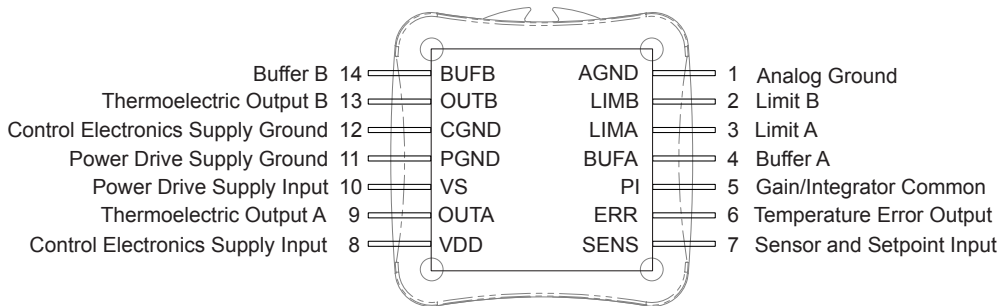 Buffer B 14 BUFB AGND 1 Analog Ground
Thermoelectric Output B 13 OUTB LIMB 2 Limit B
Control Electronics Supply Ground 12 CGND LIMA 3 Limit A
Power Drive Supply Ground 11 PGND BUFA 4 Buffer A
Power Drive Supply Input 10 VS PI 5 Gain/Integrator Common
Thermoelectric Output A 9 OUTA ERR 6 Temperature Error Output
Control Electronics Supply Input 8 VDD SENS 7 Sensor and Setpoint Input